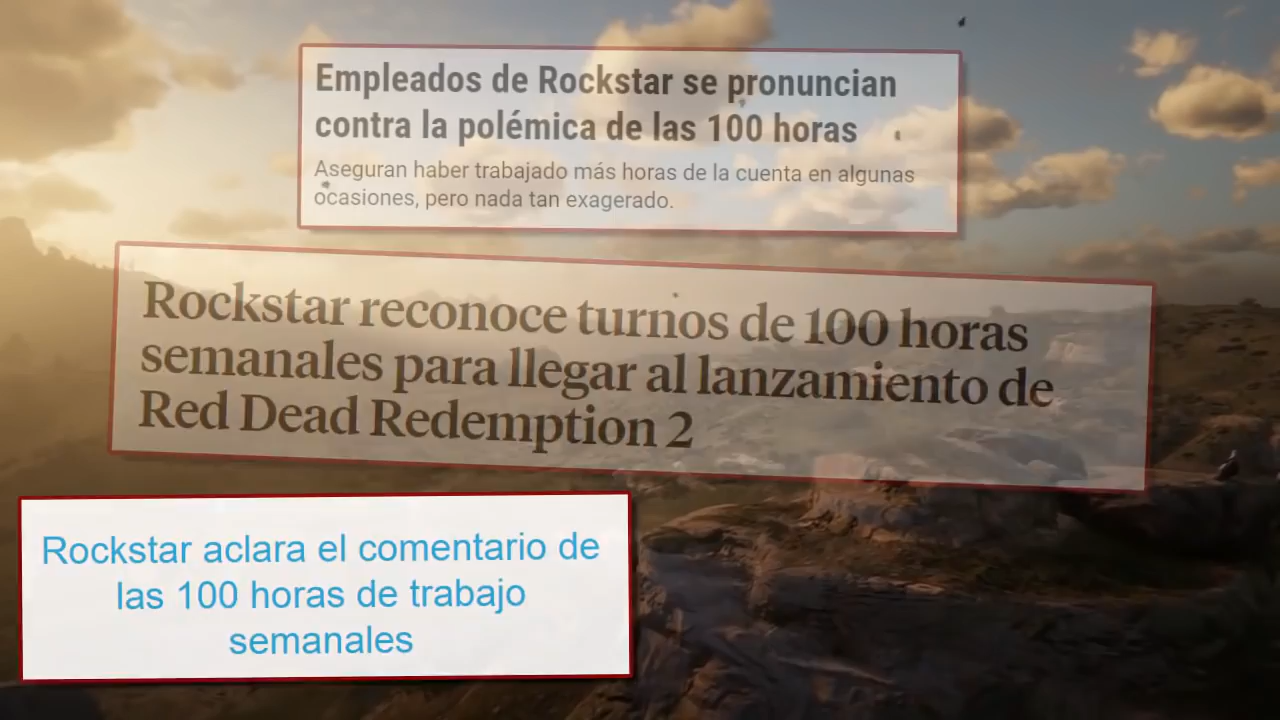 Empleados de Rockstar se pronuncian
contra la polémica de las 100 horas
Aseguran haber trabajado más horas de la cuenta en algunas
ocasiones, pero nada tan exagerado.
Rockstar reconoce turnos de 100 horas
semanales para llegar al lanzamiento de
Red Dead Redemption 2
Rockstar aclara el comentario de
las 100 horas de trabajo
semanales